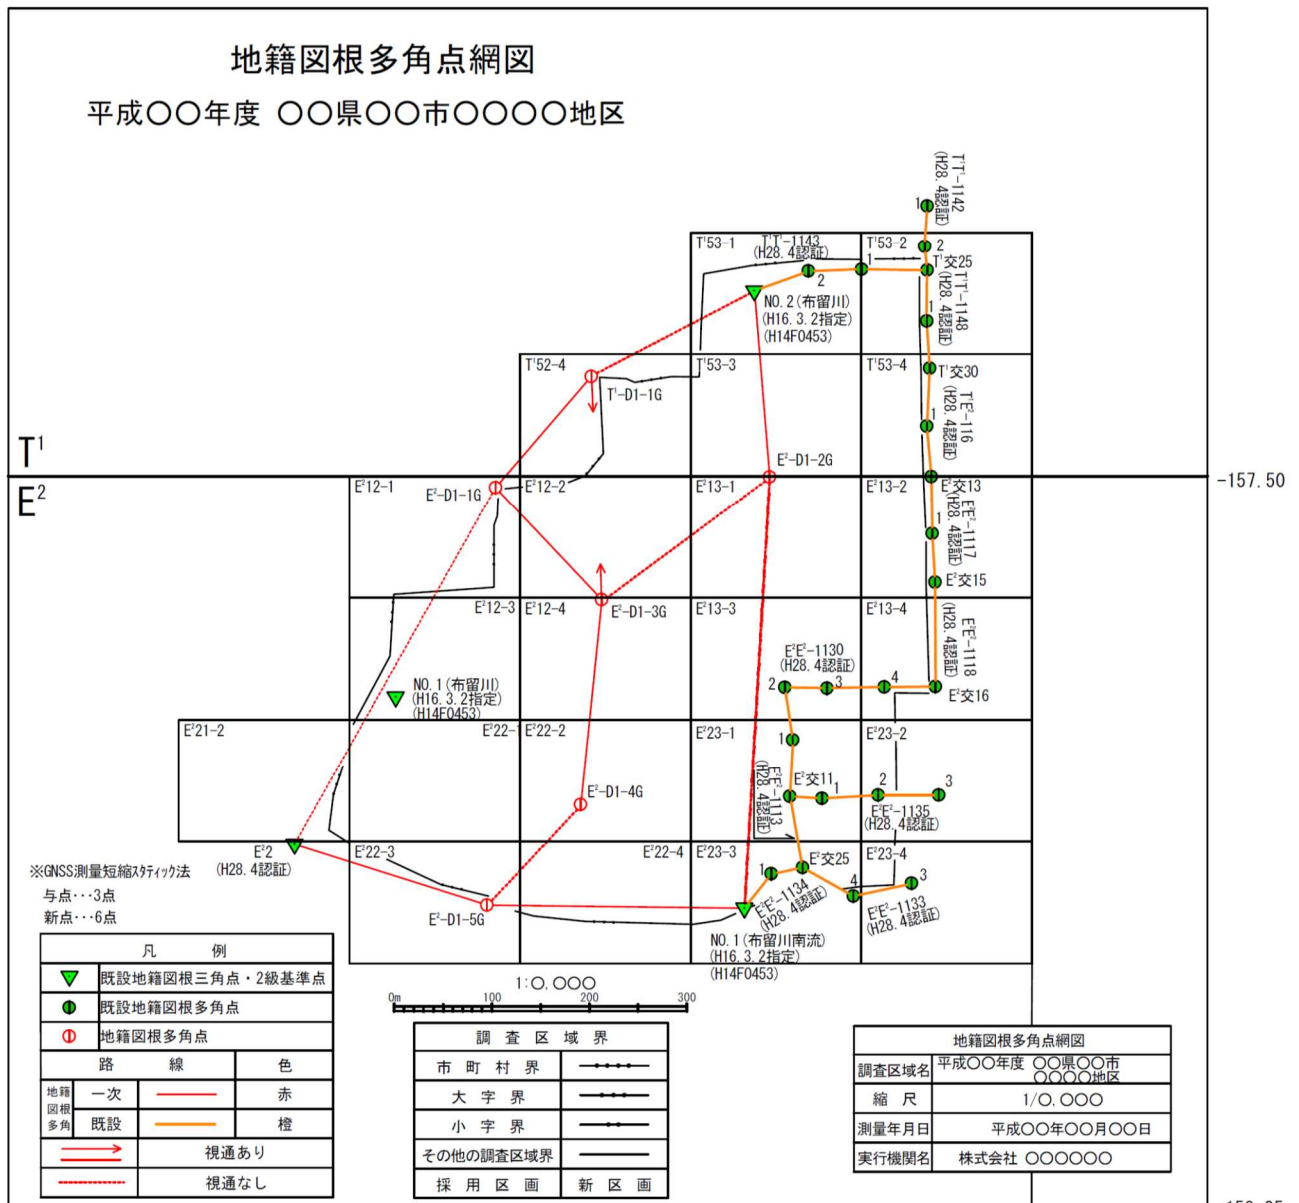 地籍図根多角点網図
平成〇〇年度 〇〇県〇〇市〇〇〇〇地区
T¹T¹-1142
(H28.4認証)
1
T¹53-1
T¹T¹-1143
(H28.4認証)
T¹53-2
2
1
T¹交25
2
T¹T¹-1148
(H28.4認証)
NO.2(布留川)
(H16.3.2指定)
(H14F0453)
1
T¹52-4
T¹53-3
T¹53-4
T¹交30
T¹-D1-1G
T¹E²-116
(H28.4認証)
1
T¹
E²-D1-2G
-157.50
E²
E²12-1
E²-D1-1G
E²12-2
E²13-1
E²13-2
E²交13
E²E²-1117
(H28.4認証)
1
E²交15
E²12-3
E²12-4
E²-D1-3G
E²13-3
E²13-4
E²E²-1118
(H28.4認証)
E²E²-1130
(H28.4認証)
NO.1(布留川)
(H16.3.2指定)
(H14F0453)
2
3
4
E²交16
E²21-2
E²22-1
E²22-2
E²23-1
E²23-2
1
E²-D1-4G
E²E²-1113
(H28.4認証)
E²交11
1
2
3
E²E²-1135
(H28.4認証)
E²2
(H28.4認証)
E²22-3
E²22-4
E²23-3
E²交25
E²23-4
※GNSS測量短縮スタティック法
与点・・・3点
新点・・・6点
1
E²E²-1134
(H28.4認証)
4
3
E²E²-1133
(H28.4認証)
E²-D1-5G
NO.1(布留川南流)
(H16.3.2指定)
(H14F0453)
凡 例
既設地籍図根三角点・2級基準点
既設地籍図根多角点
地籍図根多角点
路 線 色
地籍図根多角
一次 赤
既設 橙
視通あり
視通なし
1:〇,〇〇〇
0m 100 200 300
調査区域界
市町村界
大字界
小字界
その他の調査区域界
採用区画 新区画
地籍図根多角点網図
調査区域名 平成〇〇年度 〇〇県〇〇市
〇〇〇〇地区
縮尺 1/〇,〇〇〇
測量年月日 平成〇〇年〇〇月〇〇日
実行機関名 株式会社 〇〇〇〇〇〇